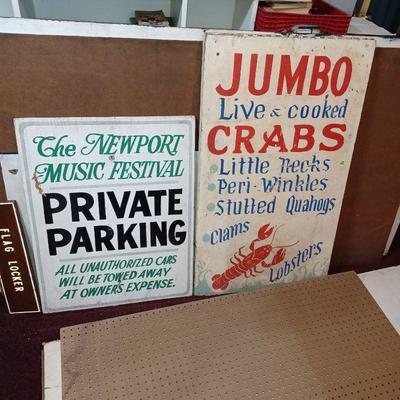 FLAG LOCKER
The NEWPORT
MUSIC FESTIVAL
PRIVATE
PARKING
ALL UNAUTHORIZED CARS
WILL BE TOWED AWAY
AT OWNERS EXPENSE.
JUMBO
Live & cooked
CRABS
• Little Necks
• Peri-Winkles
• Stutted Quahogs
• Clams
Lobsters